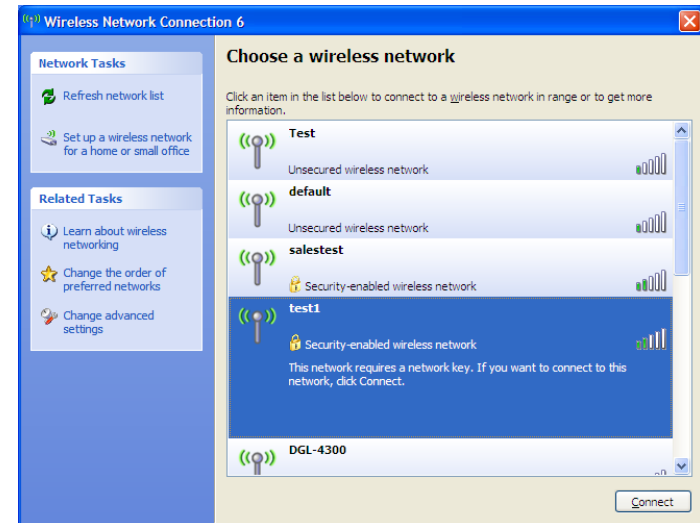 Wireless Network Connection 6
Network Tasks
Refresh network list
Set up a wireless network
for a home or small office
Related Tasks
Learn about wireless
networking
Change the order of
preferred networks
Change advanced
settings
Choose a wireless network
Click an item in the list below to connect to a wireless network in range or to get more
information.
Test
Unsecured wireless network
default
Unsecured wireless network
salestest
Security-enabled wireless network
test1
Security-enabled wireless network
This network requires a network key. If you want to connect to this
network, click Connect.
DGL-4300
Connect